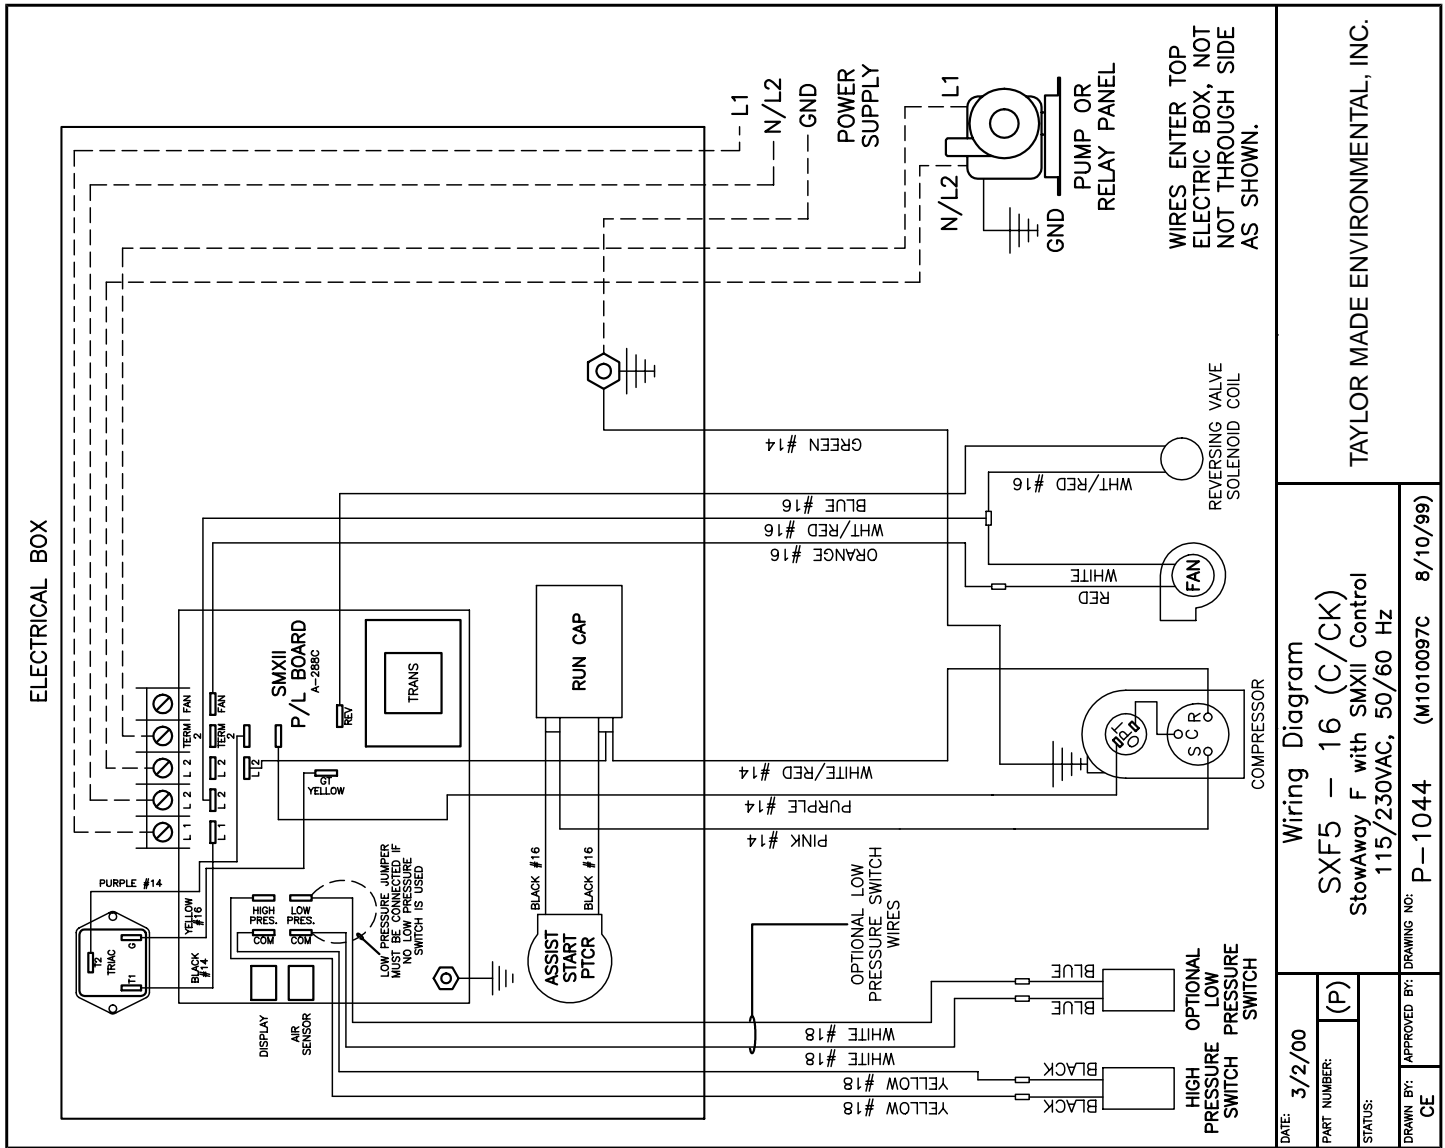 ELECTRICAL BOX
L1
N/L2
GND
POWER
SUPPLY
L1
N/L2
GND
PUMP OR
RELAY PANEL
WIRES ENTER TOP
ELECTRIC BOX, NOT
NOT THROUGH SIDE
AS SHOWN.
FAN
TERM
L 2
L 2
L 1
FAN
TERM
2
L 2
L 2
L 1
2
L 2
SMXII
P/L BOARD
A-288C
REV
TRANS
GT
YELLOW
PURPLE #14
YELLOW
#16
BLACK
#14
T2
TRIAC
G
T1
HIGH
PRES.
LOW
PRES.
COM
COM
LOW PRESSURE JUMPER
MUST BE CONNECTED IF
NO LOW PRESSURE
SWITCH IS USED
DISPLAY
AIR
SENSOR
RUN CAP
BLACK #16
BLACK #16
ASSIST
START
PTCR
GREEN #14
BLUE #16
WHT/RED #16
ORANGE #16
WHITE/RED #14
PURPLE #14
PINK #14
WHT/RED #16
REVERSING VALVE
SOLENOID COIL
WHITE
RED
FAN
S
C
R
COMPRESSOR
OPTIONAL LOW
PRESSURE SWITCH
WIRES
WHITE #18
WHITE #18
YELLOW #18
YELLOW #18
BLUE
BLUE
BLACK
BLACK
OPTIONAL
LOW
PRESSURE
SWITCH
HIGH
PRESSURE
SWITCH
TAYLOR MADE ENVIRONMENTAL, INC.
Wiring Diagram
SXF5 - 16 (C/CK)
StowAway F with SMXII Control
115/230VAC, 50/60 Hz
DRAWING NO:
P-1044 (M101097C 8/10/99)
DATE:
3/2/00
PART NUMBER:
(P)
STATUS:
DRAWN BY:
CE
APPROVED BY: